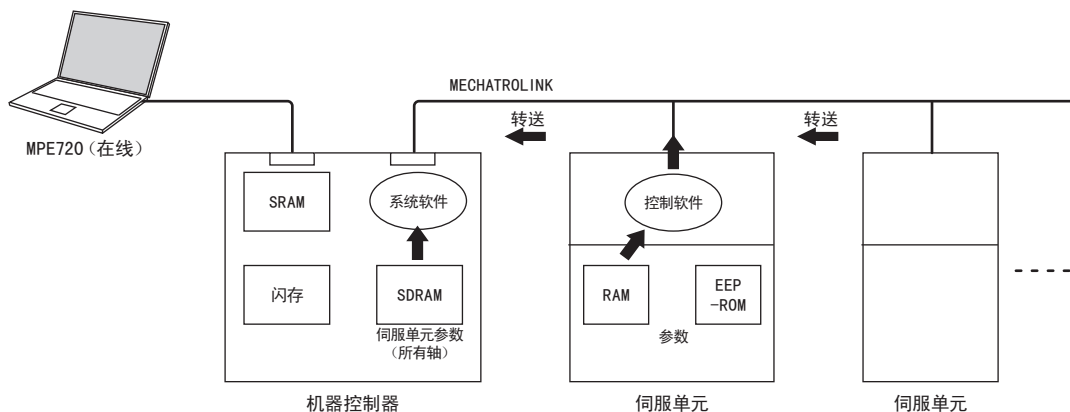 MECHATROLINK
转送
转送
MPE720（在线）
SRAM
系统软件
控制软件
闪存
SDRAM
RAM
EEP
-ROM
伺服单元参数
（所有轴）
参数
机器控制器
伺服单元
伺服单元